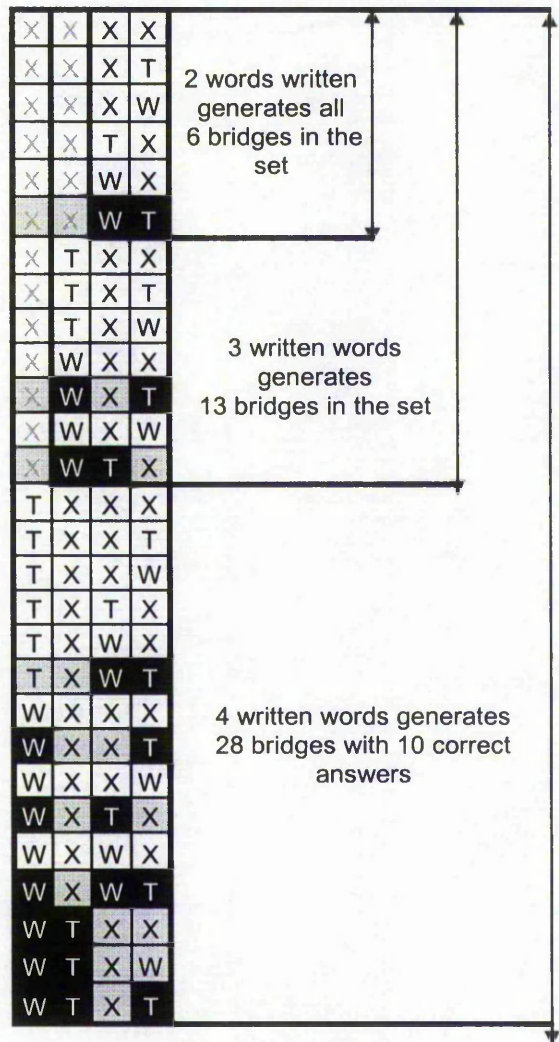 X X X X
X X X T
X X X W
X X T X
X X W X
X X W T
X T X X
X T X T
X T X W
X W X X
X W X T
X W X W
X W T X
T X X X
T X X T
T X X W
T X T X
T X W X
T X W T
W X X X
W X X T
W X X W
W X T X
W X W X
W X W T
W T X X
W T X W
W T X T
2 words written
generates all
6 bridges in the
set
3 written words
generates
13 bridges in the set
4 written words generates
28 bridges with 10 correct
answers